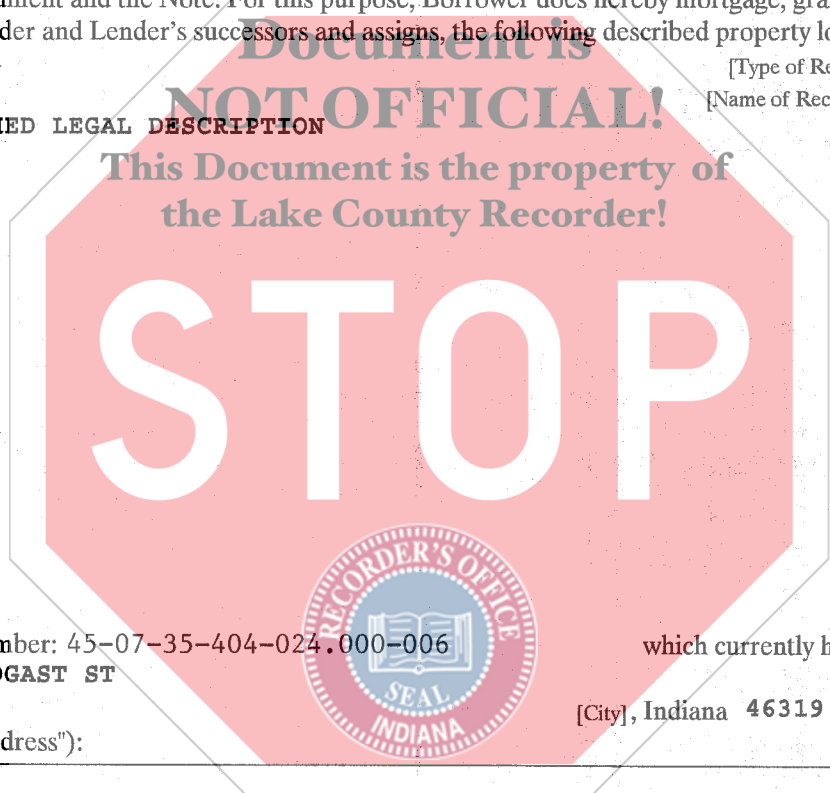 ment and the Note. For this purpose, Borrower does hereby mortgage, gra
der and Lender's successors and assigns, the following described property lo
Document is
[Type of Re
NOT OFFICIAL!
[Name of Rec
IED LEGAL DESCRIPTION
This Document is the property of
the Lake County Recorder!
STOP
RECORDER'S OFFICE
SEAL
INDIANA
mber: 45-07-35-404-024.000-006
which currently h
OGAST ST
[City], Indiana 46319
dress"):